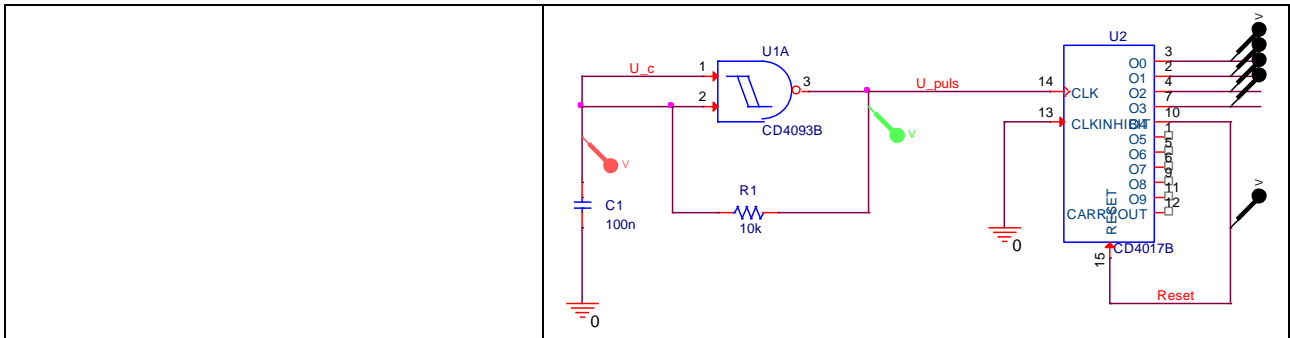 U1A
U2
U_c
1
2
3
CD4093B
U_puls
14
CLK
13
CLKINHIBIT
O0
3
O1
2
O2
4
O3
7
O4
10
O5
1
O6
5
O7
6
O8
9
O9
11
CARRYOUT
12
RESET
15
CD4017B
Reset
V
V
V
V
C1
100n
R1
10k
0
0